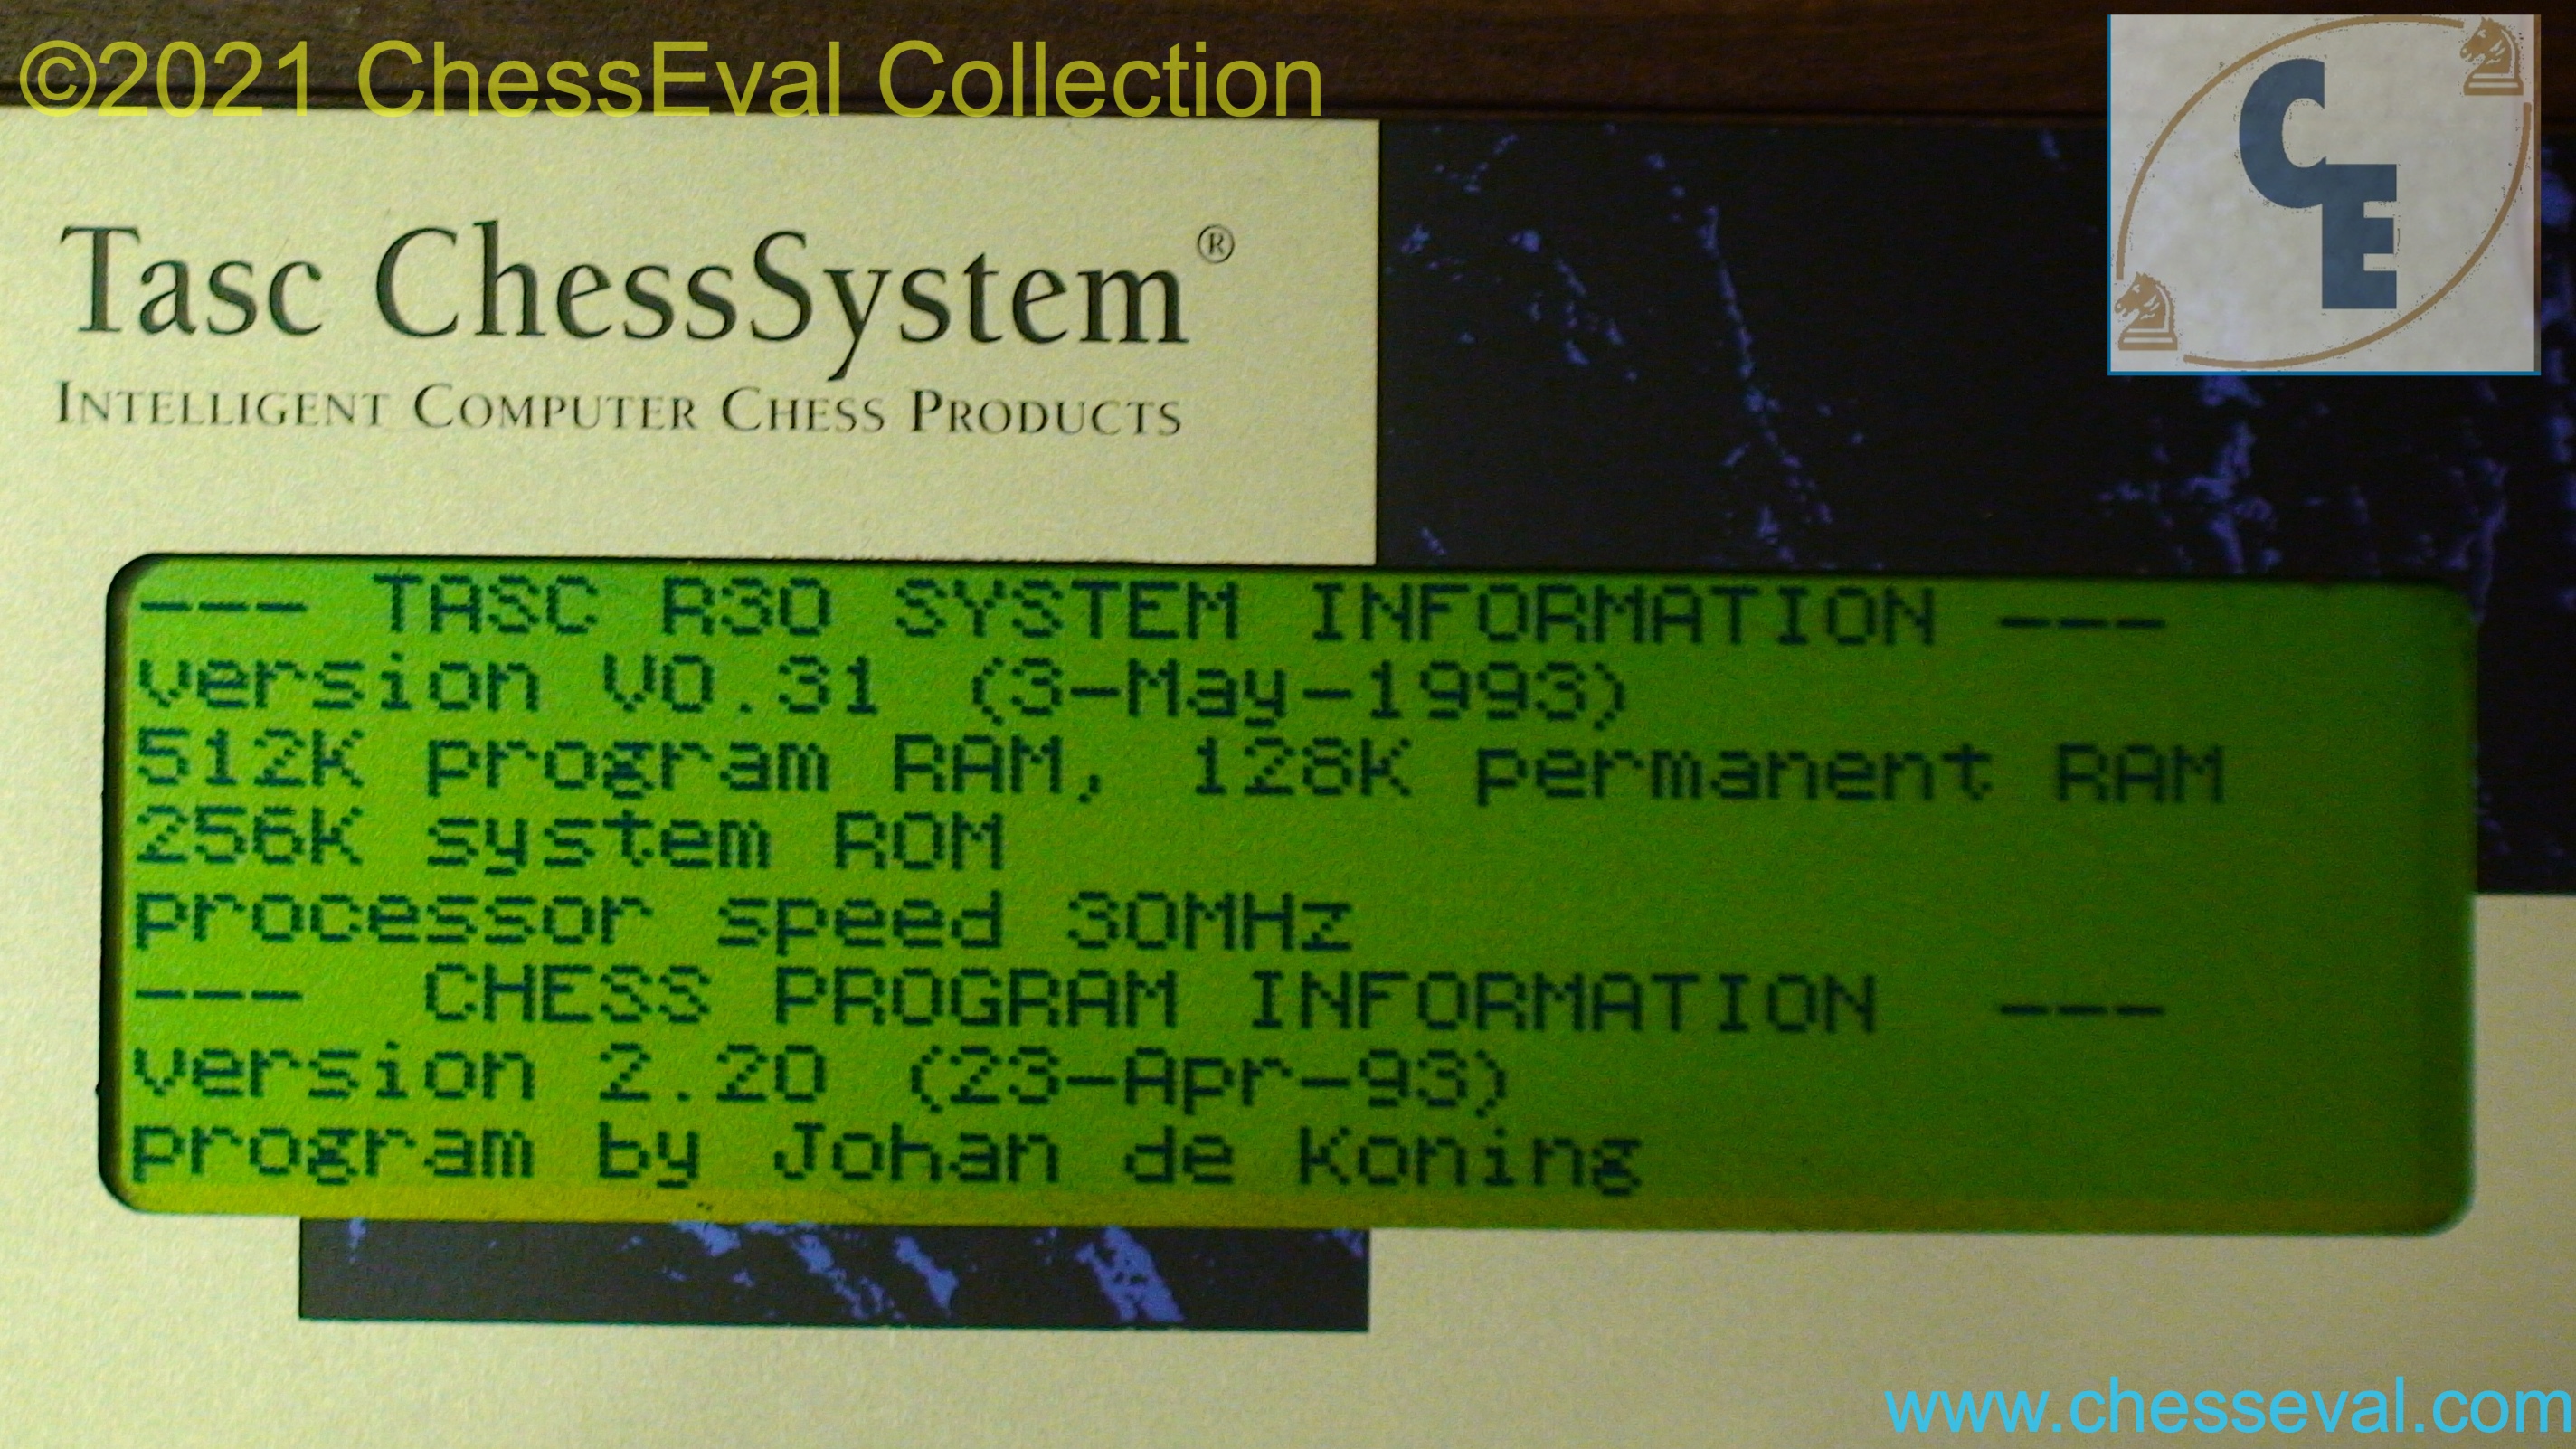 ©2021 ChessEval Collection
CE
Tasc ChessSystem®
INTELLIGENT COMPUTER CHESS PRODUCTS
--- TASC R30 SYSTEM INFORMATION ---
version V0.31 (3-May-1993)
512K program RAM, 128K permanent RAM
256K system ROM
processor speed 30MHz
--- CHESS PROGRAM INFORMATION ---
version 2.20 (23-Apr-93)
program by Johan de Koning
www.chesseval.com